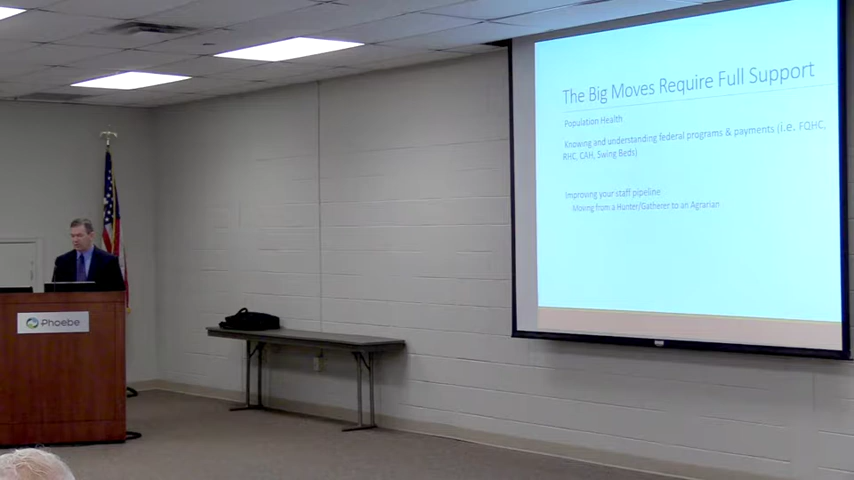 The Big Moves Require Full Support
Population Health
Knowing and understanding federal programs & payments (i.e. FQHC,
RHC, CAH, Swing Beds)
Improving your staff pipeline
Moving from a Hunter/Gatherer to an Agrarian
Phoebe